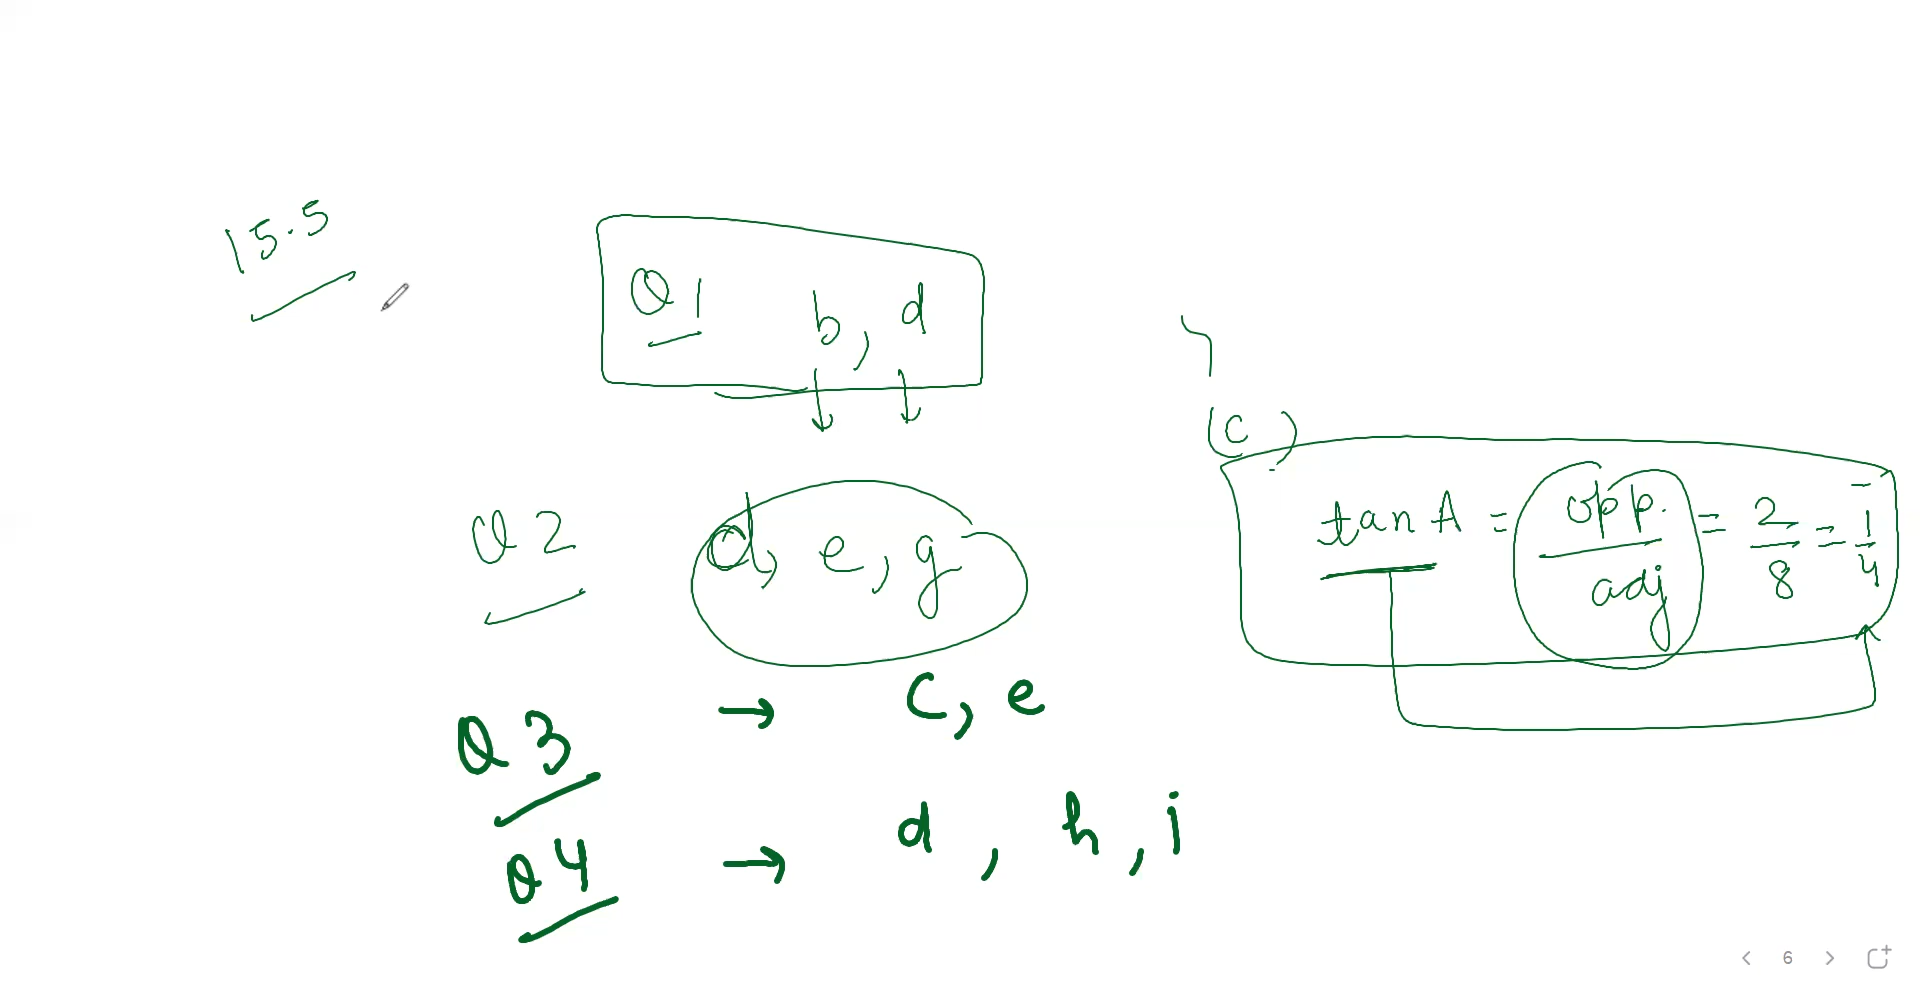 15.5
Q1 b, d
Q2 d, e, g
Q3 → c, e
Q4 → d, h, i
(c)
tan A = opp. / adj = 2/8 = 1/4
6